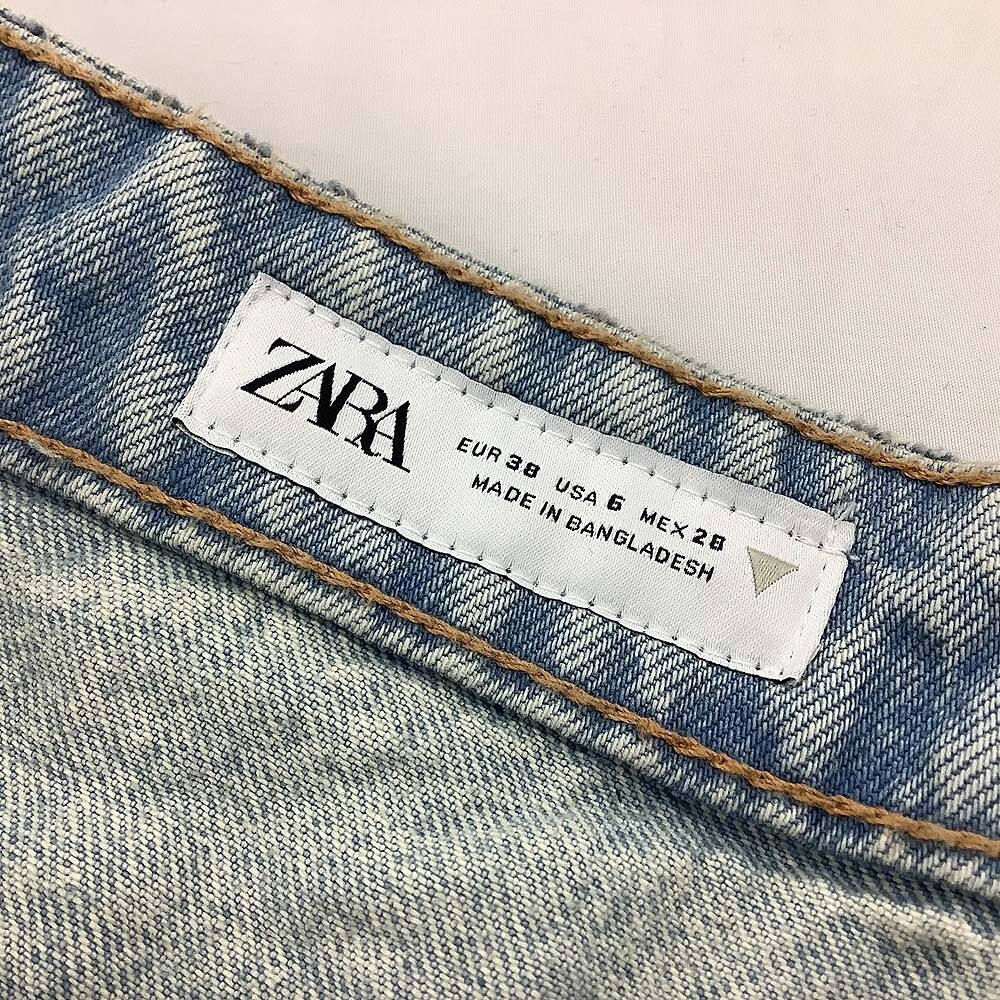 ZARA
EUR 38 USA 6 MEX 28
MADE IN BANGLADESH